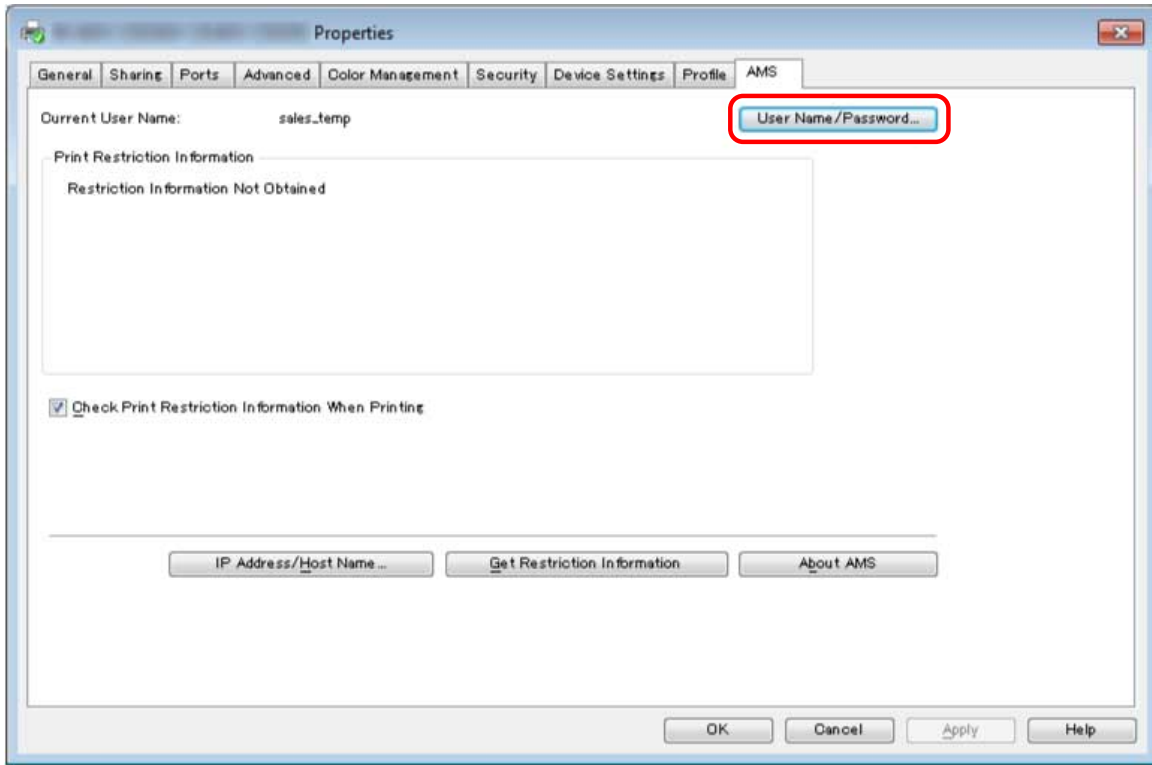 Properties
General Sharing Ports Advanced Color Management Security Device Settings Profile AMS
Current User Name: sales_temp User Name/Password...
Print Restriction Information
Restriction Information Not Obtained
Check Print Restriction Information When Printing
IP Address/Host Name... Get Restriction Information About AMS
OK Cancel Apply Help